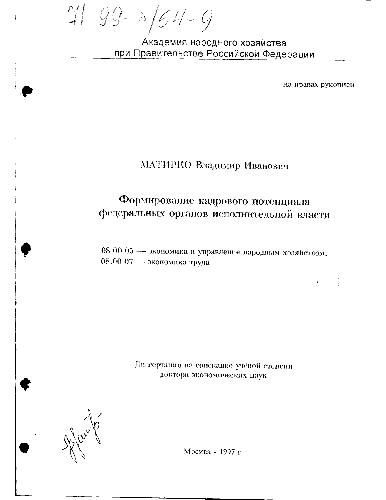 71 99-8/54-9
Академия народного хозяйства
при Правительстве Российской Федерации
на правах рукописи
МАТИРКО Владимир Иванович
Формирование кадрового потенциала
федеральных органов исполнительной власти
08.00.05 — экономика и управление народным хозяйством,
08.00.07 — экономика труда
Диссертация на соискание ученой степени
доктора экономических наук
Москва - 1997 г.